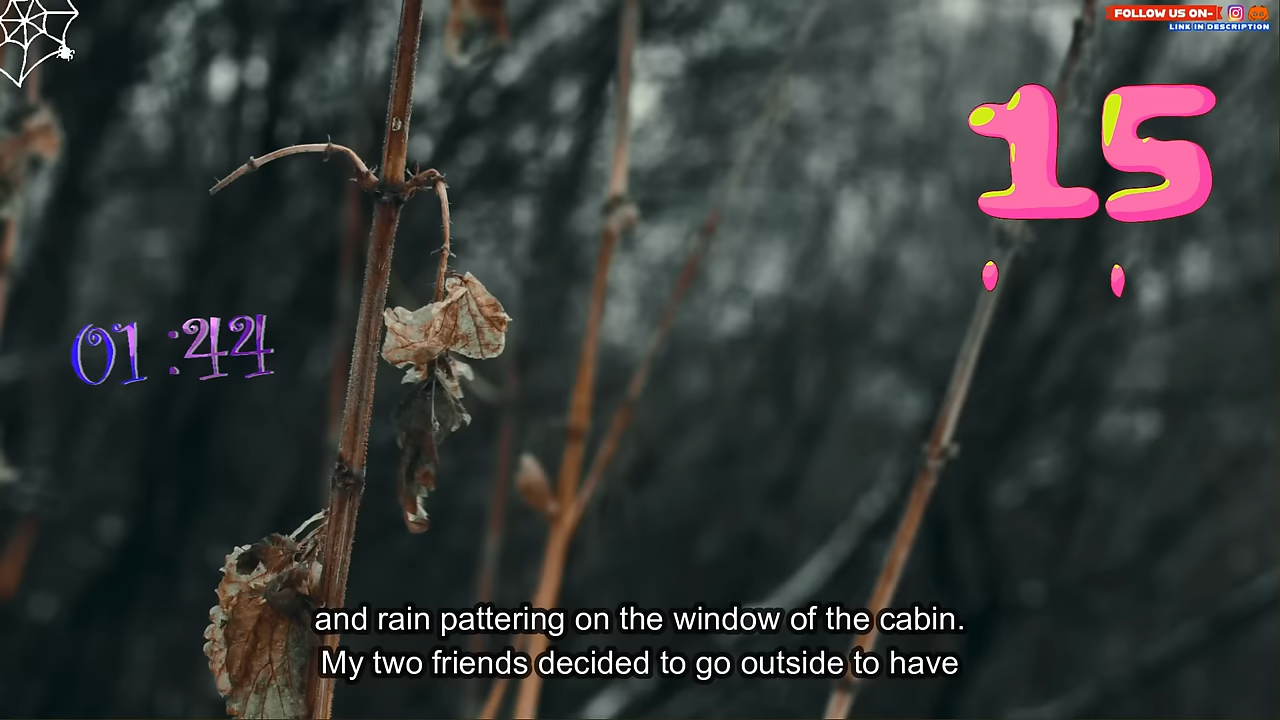 FOLLOW US ON-
LINK IN DESCRIPTION
15
01:44
and rain pattering on the window of the cabin.
My two friends decided to go outside to have